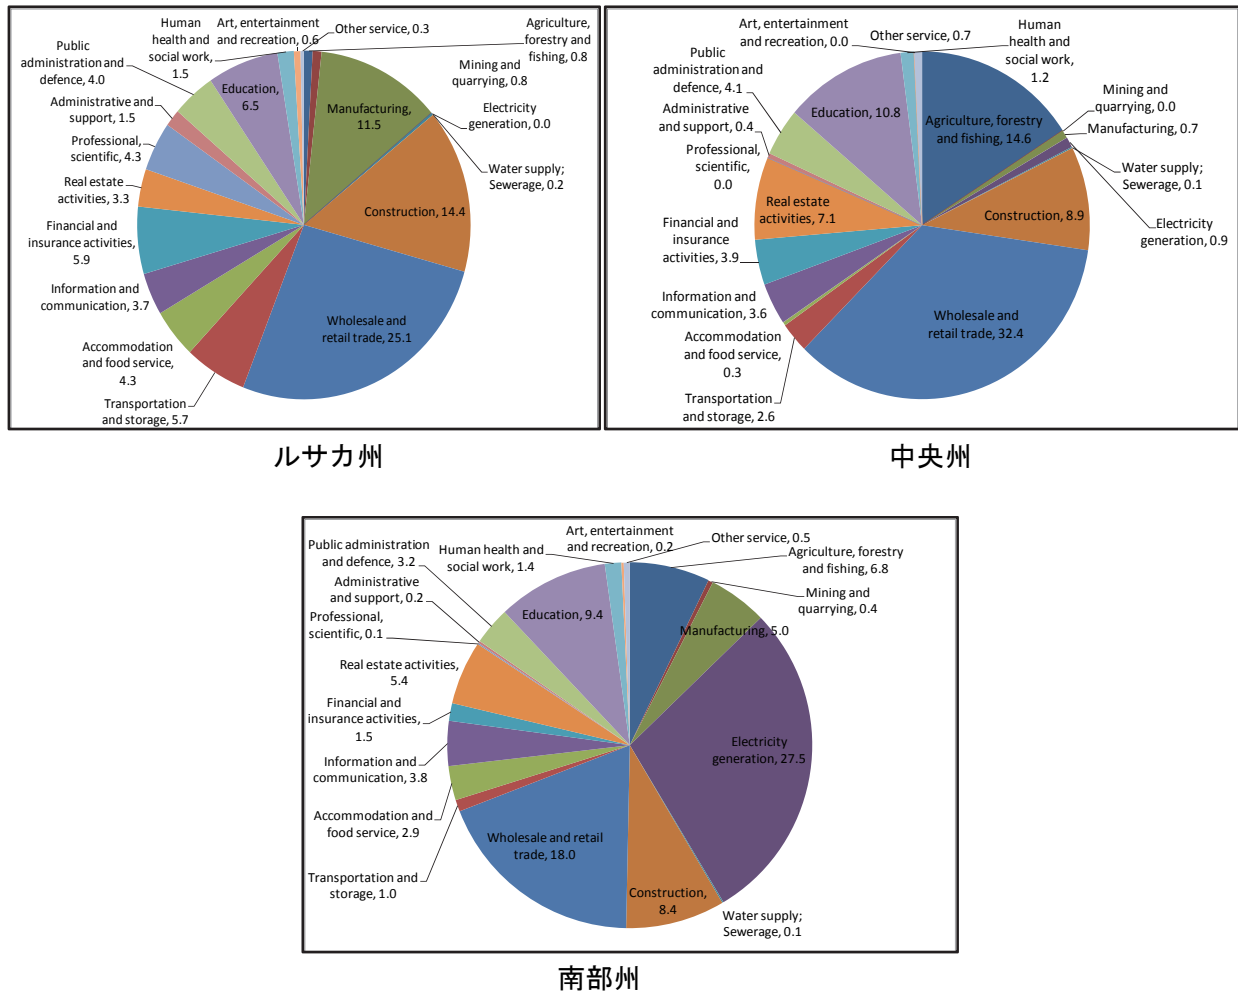 Human
health and
social work,
1.5
Art, entertainment
and recreation, 0.6
Other service, 0.3
Agriculture,
forestry and
fishing, 0.8
Mining and
quarrying, 0.8
Manufacturing,
11.5
Electricity
generation, 0.0
Water supply;
Sewerage, 0.2
Construction, 14.4
Wholesale and
retail trade, 25.1
Transportation
and storage, 5.7
Accommodation
and food service,
4.3
Information and
communication, 3.7
Financial and
insurance activities,
5.9
Real estate
activities, 3.3
Professional,
scientific, 4.3
Administrative and
support, 1.5
Public
administration and
defence, 4.0
Education,
6.5
ルサカ州
Art, entertainment
and recreation, 0.0
Other service, 0.7
Human
health and
social work,
1.2
Agriculture, forestry
and fishing, 14.6
Mining and
quarrying, 0.0
Manufacturing, 0.7
Water supply;
Sewerage, 0.1
Electricity
generation, 0.9
Construction, 8.9
Wholesale and
retail trade, 32.4
Transportation
and storage, 2.6
Accommodation
and food service,
0.3
Information and
communication,
3.6
Financial and
insurance
activities, 3.9
Real estate
activities, 7.1
Professional,
scientific,
0.0
Administrative
and support, 0.4
Public
administration and
defence, 4.1
Education, 10.8
中央州
Art, entertainment
and recreation, 0.2
Other service, 0.5
Agriculture, forestry
and fishing, 6.8
Mining and
quarrying, 0.4
Manufacturing, 5.0
Electricity
generation, 27.5
Water supply;
Sewerage, 0.1
Construction,
8.4
Wholesale and retail
trade, 18.0
Transportation and
storage, 1.0
Accommodation and
food service, 2.9
Information and
communication, 3.8
Financial and
insurance activities,
1.5
Real estate activities,
5.4
Professional,
scientific, 0.1
Administrative
and support, 0.2
Public administration
and defence, 3.2
Human health and
social work, 1.4
Education, 9.4
南部州